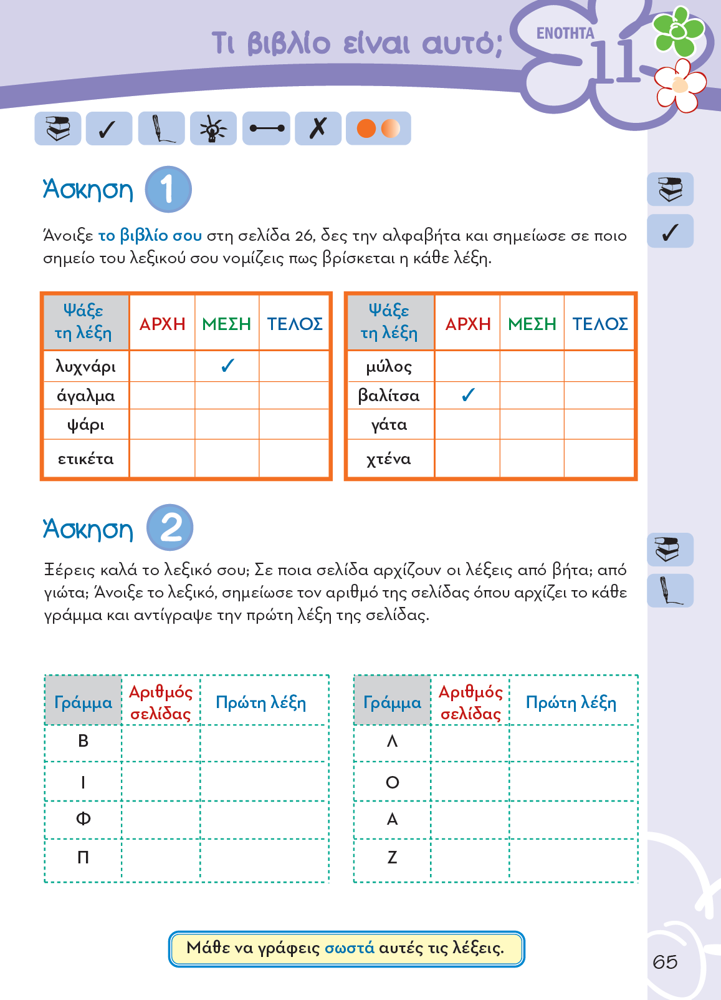 Τι βιβλίο είναι αυτό;
ΕΝΟΤΗΤΑ
11
Άσκηση 1
Άνοιξε το βιβλίο σου στη σελίδα 26, δες την αλφαβήτα και σημείωσε σε ποιο
σημείο του λεξικού σου νομίζεις πως βρίσκεται η κάθε λέξη.
Ψάξε
τη λέξη
ΑΡΧΗ ΜΕΣΗ ΤΕΛΟΣ
λυχνάρι ✓
άγαλμα
ψάρι
ετικέτα
Ψάξε
τη λέξη
ΑΡΧΗ ΜΕΣΗ ΤΕΛΟΣ
μύλος
βαλίτσα ✓
γάτα
χτένα
Άσκηση 2
Ξέρεις καλά το λεξικό σου; Σε ποια σελίδα αρχίζουν οι λέξεις από βήτα; από
γιώτα; Άνοιξε το λεξικό, σημείωσε τον αριθμό της σελίδας όπου αρχίζει το κάθε
γράμμα και αντίγραψε την πρώτη λέξη της σελίδας.
Γράμμα
Αριθμός
σελίδας
Πρώτη λέξη
Β
Ι
Φ
Π
Γράμμα
Αριθμός
σελίδας
Πρώτη λέξη
Λ
Ο
Α
Ζ
Μάθε να γράφεις σωστά αυτές τις λέξεις.
65